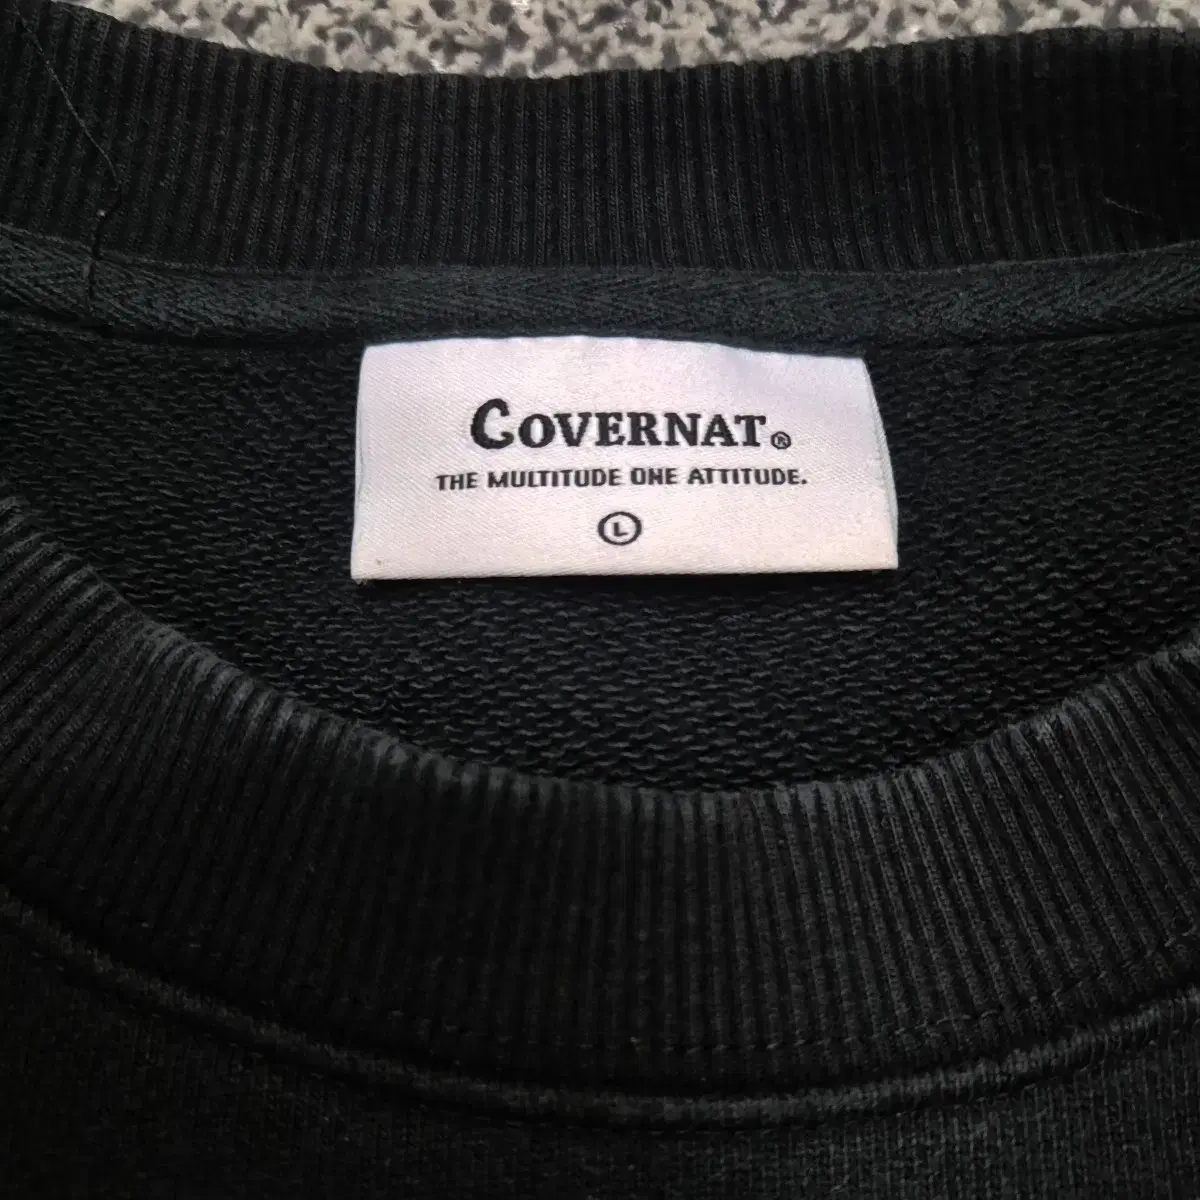 COVERNAT®
THE MULTITUDE ONE ATTITUDE.
L